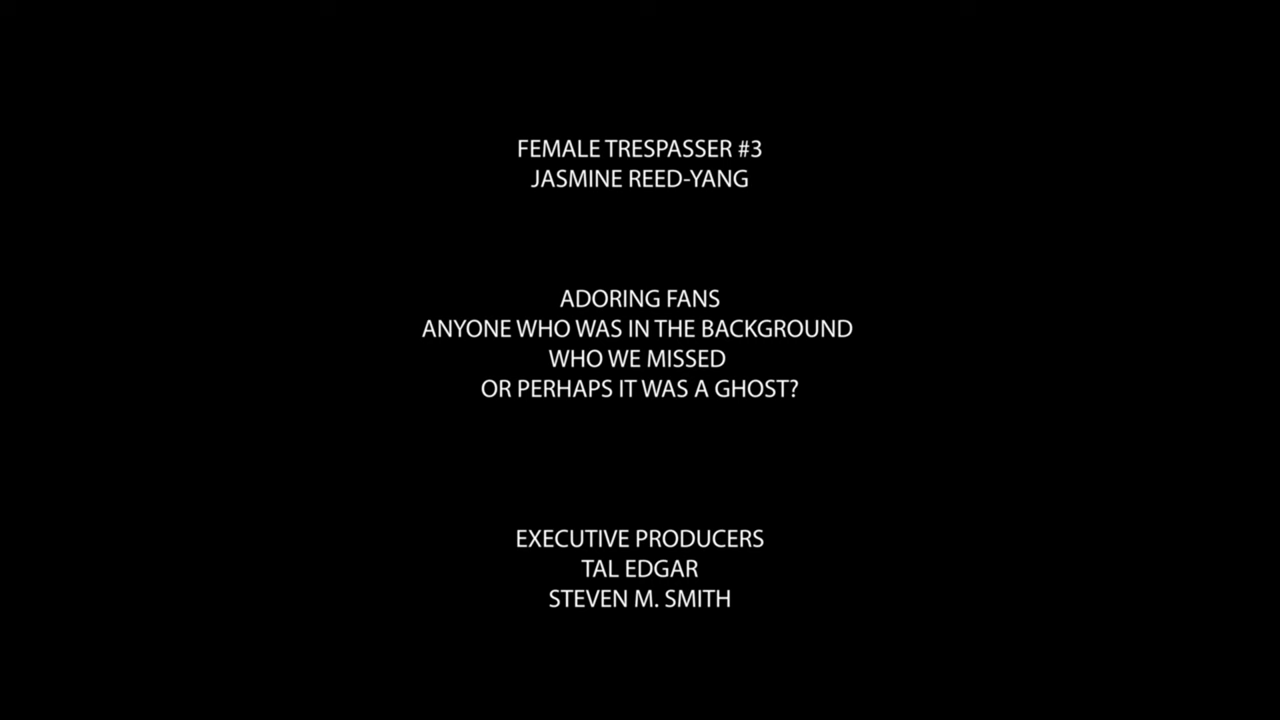 FEMALE TRESPASSER #3
JASMINE REED-YANG
ADORING FANS
ANYONE WHO WAS IN THE BACKGROUND
WHO WE MISSED
OR PERHAPS IT WAS A GHOST?
EXECUTIVE PRODUCERS
TAL EDGAR
STEVEN M. SMITH